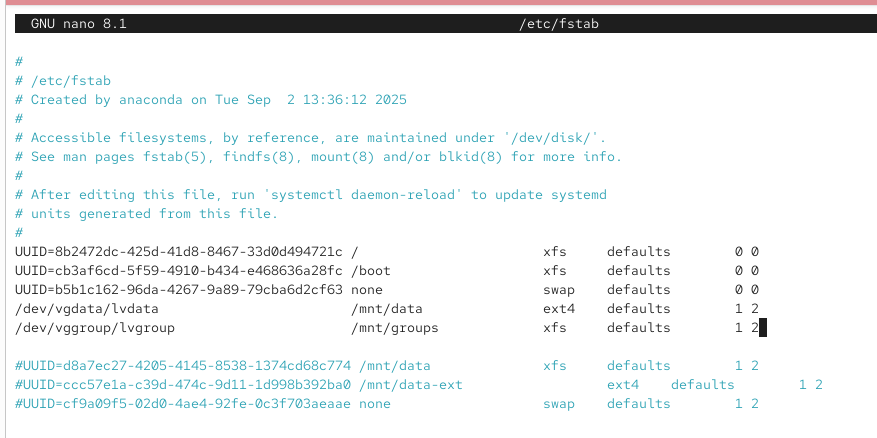 GNU nano 8.1 /etc/fstab
#
# /etc/fstab
# Created by anaconda on Tue Sep  2 13:36:12 2025
#
# Accessible filesystems, by reference, are maintained under '/dev/disk/'.
# See man pages fstab(5), findfs(8), mount(8) and/or blkid(8) for more info.
#
# After editing this file, run 'systemctl daemon-reload' to update systemd
# units generated from this file.
#
UUID=8b2472dc-425d-41d8-8467-33d0d494721c /                       xfs     defaults        0 0
UUID=cb3af6cd-5f59-4910-b434-e468636a28fc /boot                   xfs     defaults        0 0
UUID=b5b1c162-96da-4267-9a89-79cba6d2cf63 none                    swap    defaults        0 0
/dev/vgdata/lvdata                        /mnt/data               ext4    defaults        1 2
/dev/vggroup/lvgroup                      /mnt/groups             xfs     defaults        1 2
#UUID=d8a7ec27-4205-4145-8538-1374cd68c774 /mnt/data              xfs     defaults        1 2
#UUID=ccc57e1a-c39d-474c-9d11-1d998b392ba0 /mnt/data-ext                  ext4    defaults        1 2
#UUID=cf9a09f5-02d0-4ae4-92fe-0c3f703aeaae none                   swap    defaults        1 2